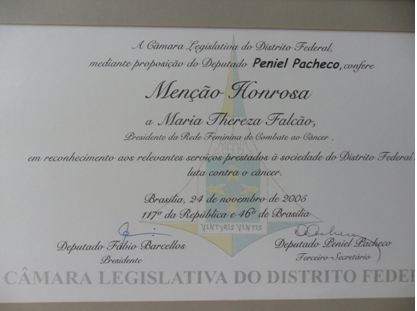 A Câmara Legislativa do Distrito Federal,
mediante proposição do Deputado Peniel Pacheco, confere
Menção Honrosa
a Maria Thereza Falcão,
Presidente da Rede Feminina de Combate ao Câncer,
em reconhecimento aos relevantes serviços prestados à sociedade do Distrito Federal
luta contra o câncer.
Brasília, 24 de novembro de 2005
117º da República e 46º de Brasília
VENTVRIS VENTIS
Deputado Fábio Barcellos Deputado Peniel Pacheco
Presidente Terceiro-Secretário
CÂMARA LEGISLATIVA DO DISTRITO FEDER